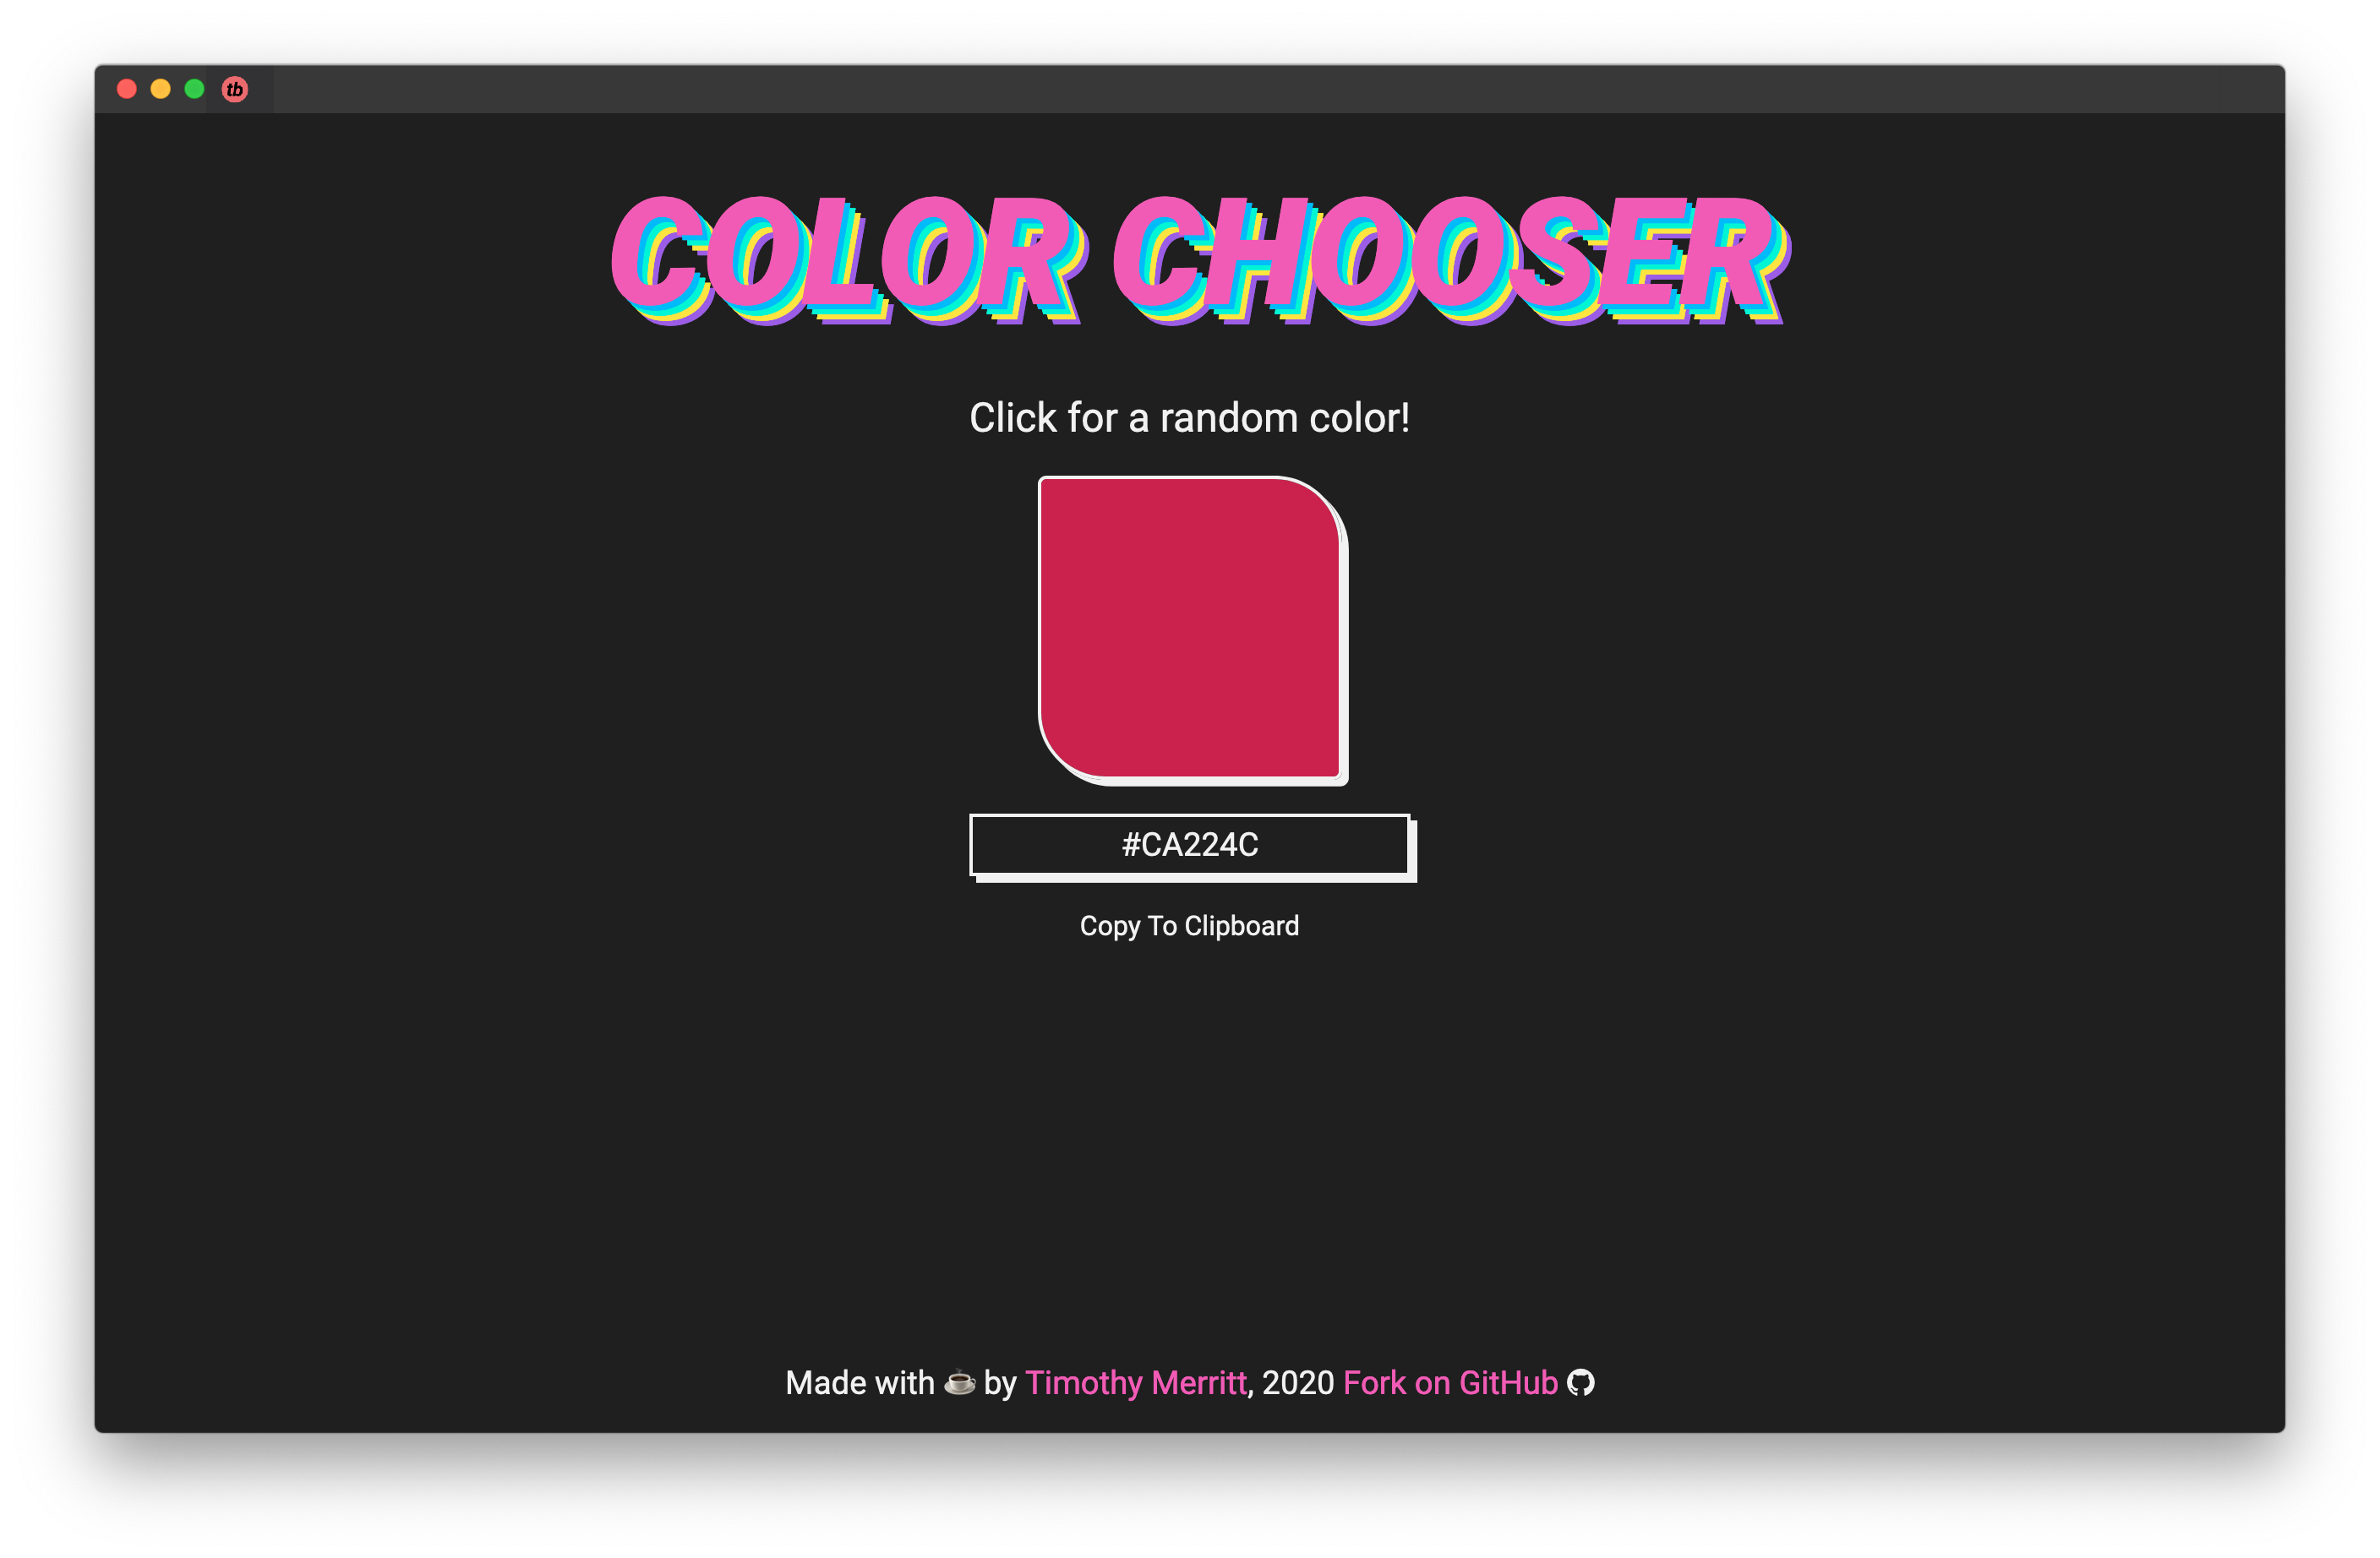 tb
COLOR CHOOSER
Click for a random color!
#CA224C
Copy To Clipboard
Made with ☕ by Timothy Merritt, 2020 Fork on GitHub